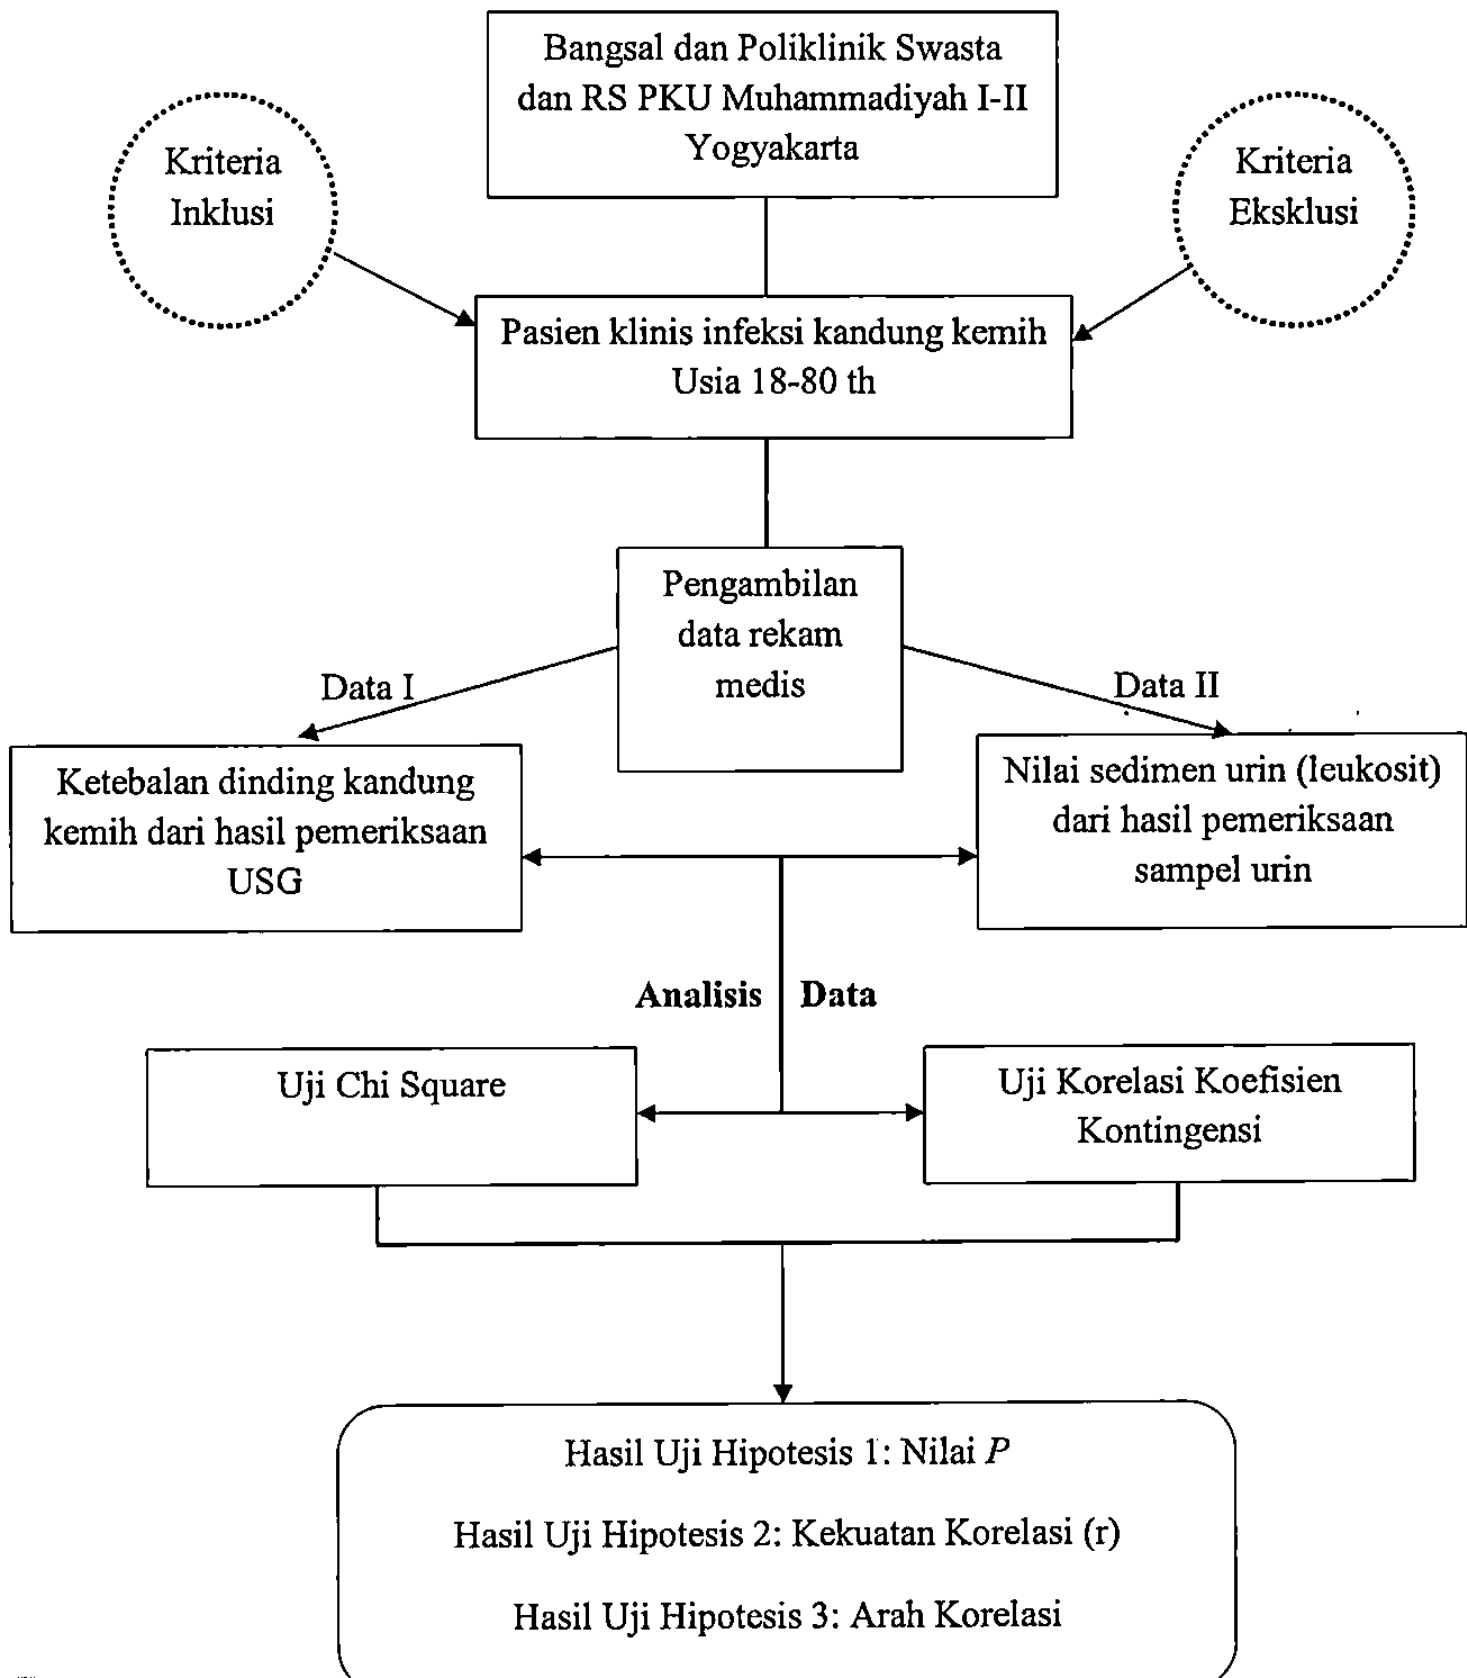 Bangsal dan Poliklinik Swasta
dan RS PKU Muhammadiyah I-II
Yogyakarta
Kriteria
Inklusi
Kriteria
Eksklusi
Pasien klinis infeksi kandung kemih
Usia 18-80 th
Pengambilan
data rekam
medis
Data I
Data II
Ketebalan dinding kandung
kemih dari hasil pemeriksaan
USG
Nilai sedimen urin (leukosit)
dari hasil pemeriksaan
sampel urin
Analisis Data
Uji Chi Square
Uji Korelasi Koefisien
Kontingensi
Hasil Uji Hipotesis 1: Nilai P
Hasil Uji Hipotesis 2: Kekuatan Korelasi (r)
Hasil Uji Hipotesis 3: Arah Korelasi